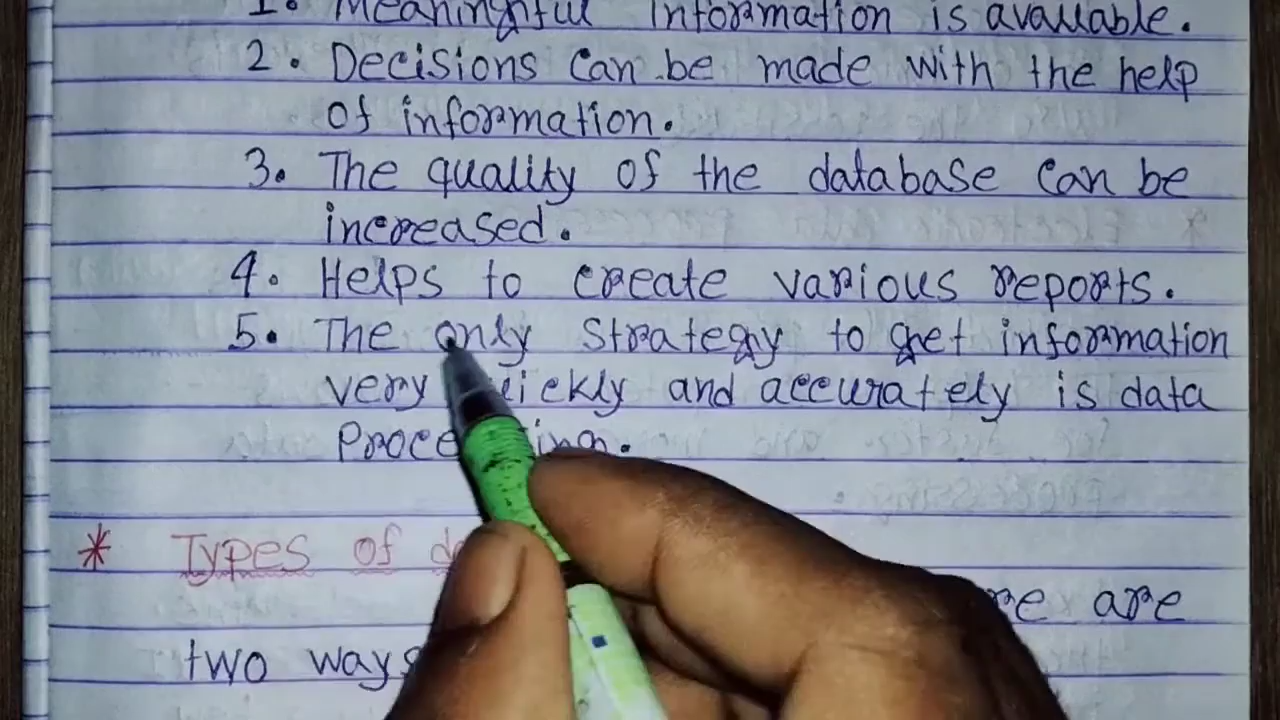 1. Meaningful information is available.
2. Decisions can be made with the help
of information.
3. The quality of the database can be
increased.
4. Helps to create various reports.
5. The only strategy to get information
very and accurately is data
* Types of
are
two ways